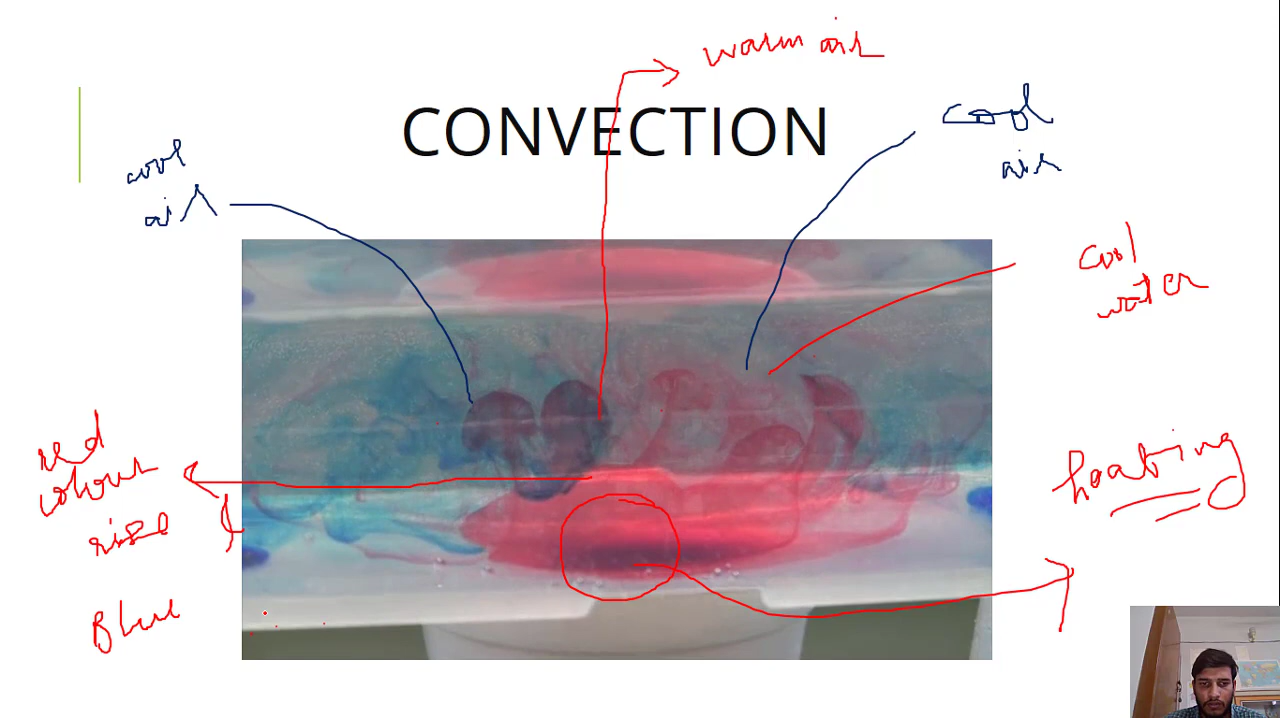 warm air
CONVECTION
cool
air
cool
air
cool
water
red
colour
rise
heating
Blue